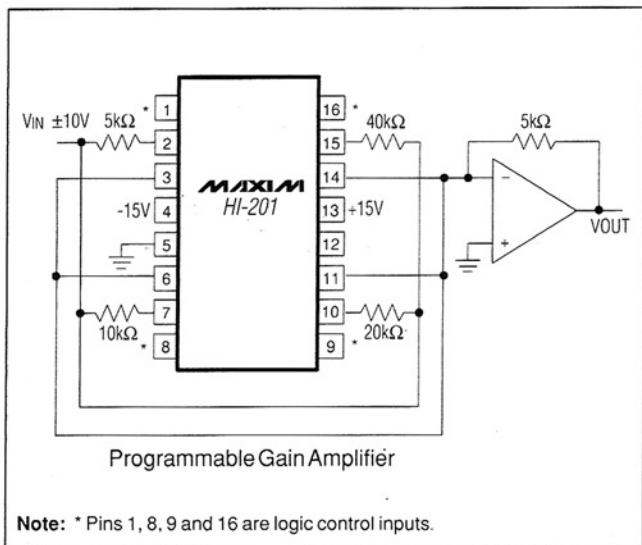 VIN ±10V 5kΩ
* 1
2
3
-15V 4
5
6
7
10kΩ
* 8
MAXIM
HI-201
16 *
15 40kΩ
14
13 +15V
12
11
10
20kΩ
9 *
5kΩ
−
+
VOUT
Programmable Gain Amplifier
Note: * Pins 1, 8, 9 and 16 are logic control inputs.